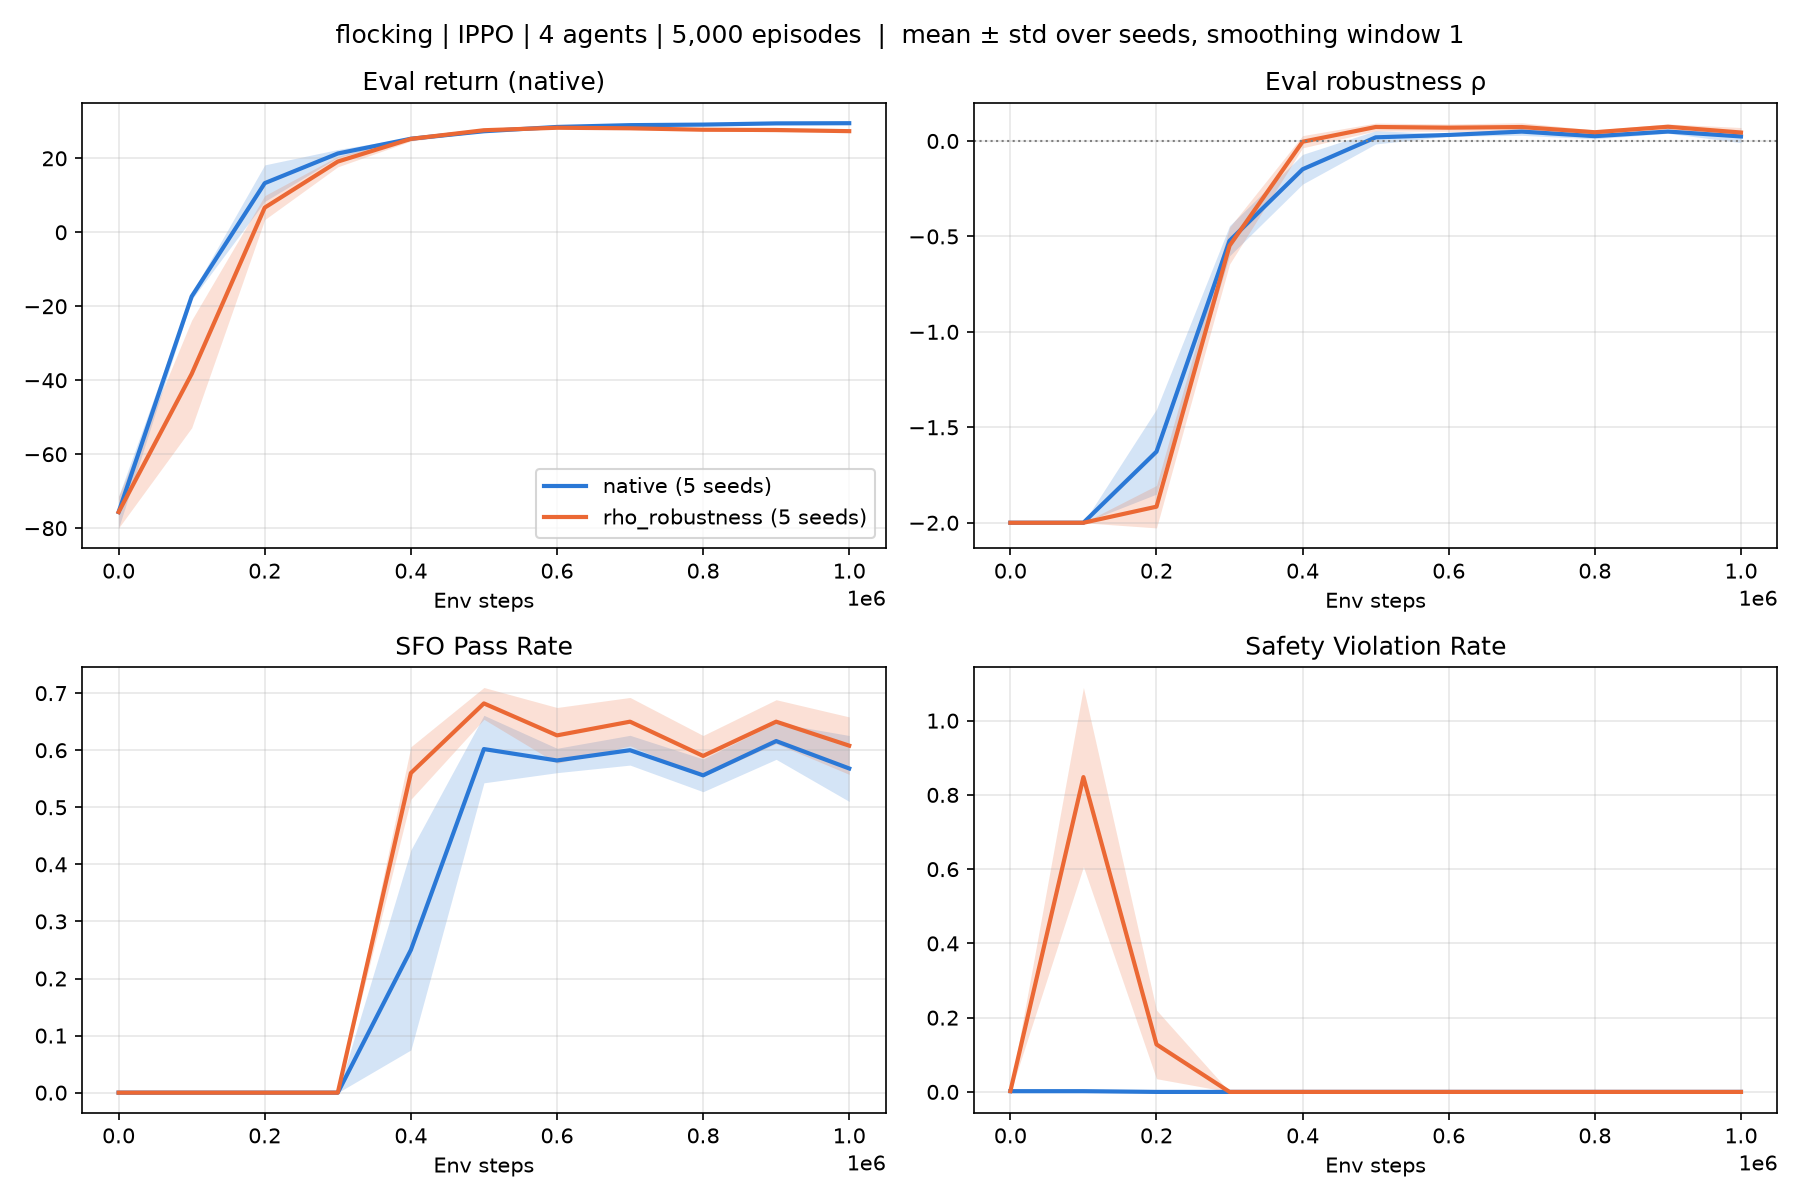 flocking | IPPO | 4 agents | 5,000 episodes | mean ± std over seeds, smoothing window 1
Eval return (native)
20
0
−20
−40
−60
−80
native (5 seeds)
rho_robustness (5 seeds)
0.0 0.2 0.4 0.6 0.8 1.0
Env steps
1e6
Eval robustness ρ
0.0
−0.5
−1.0
−1.5
−2.0
0.0 0.2 0.4 0.6 0.8 1.0
Env steps
1e6
SFO Pass Rate
0.7
0.6
0.5
0.4
0.3
0.2
0.1
0.0
0.0 0.2 0.4 0.6 0.8 1.0
Env steps
1e6
Safety Violation Rate
1.0
0.8
0.6
0.4
0.2
0.0
0.0 0.2 0.4 0.6 0.8 1.0
Env steps
1e6